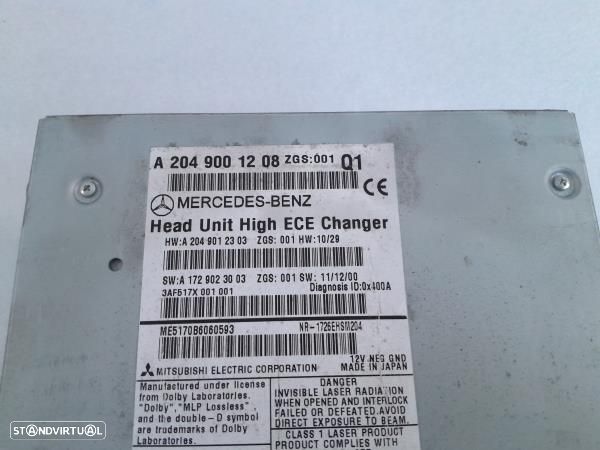 A 204 900 12 08 ZGS:001 Q1
MERCEDES-BENZ
CE
Head Unit High ECE Changer
HW:A 204 901 23 03 ZGS: 001 HW:10/29
SW:A 172 902 30 03 ZGS: 001 SW: 11/12/00
3AF517X 001 001 Diagnosis ID:0x400A
ME5170B6060593 NR-1726EHSM204
12V NEG GND
MITSUBISHI ELECTRIC CORPORATION MADE IN JAPAN
Manufactured under license
from Dolby Laboratories.
"Dolby","MLP Lossless",
and the double-D symbol
are trademarks of Dolby
Laboratories.
DANGER
INVISIBLE LASER RADIATION
WHEN OPENED AND INTERLOCK
FAILED OR DEFEATED.AVOID
DIRECT EXPOSURE TO BEAM.
CLASS 1 LASER PRODUCT
PRODUCT COMPLIES WITH
STANDVIRTUAL